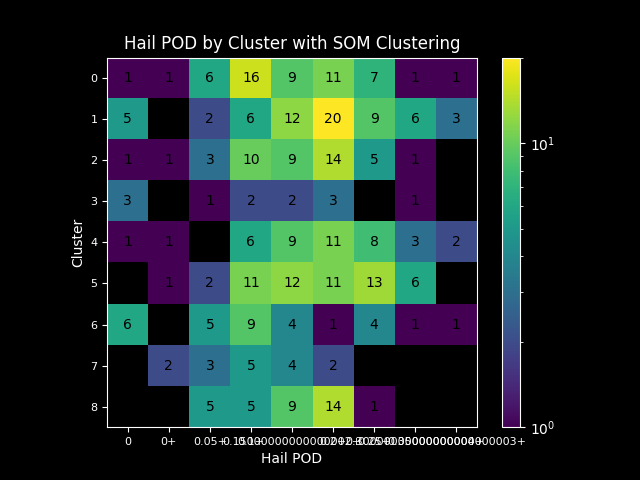 Hail POD by Cluster with SOM Clustering
0 1 1 6 16 9 11 7 1 1
1 5 2 6 12 20 9 6 3
2 1 1 3 10 9 14 5 1
3 3 1 2 2 3 1
4 1 1 6 9 11 8 3 2
5 1 2 11 12 11 13 6
6 6 5 9 4 1 4 1 1
7 2 3 5 4 2
8 5 5 9 14 1
0 0+ 0.05+
Cluster
Hail POD
10¹
10⁰